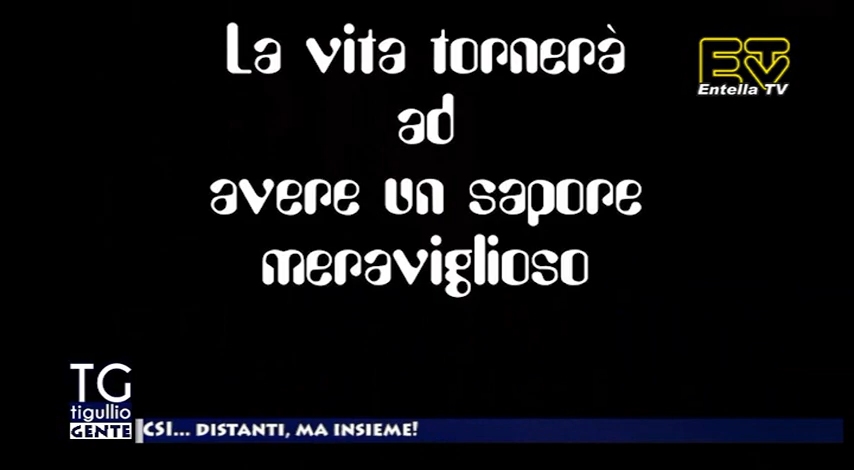 La vita tornerà
ad
avere un sapore
meraviglioso
ETV
Entella TV
TG
tigullio
GENTE
CSI... DISTANTI, MA INSIEME!